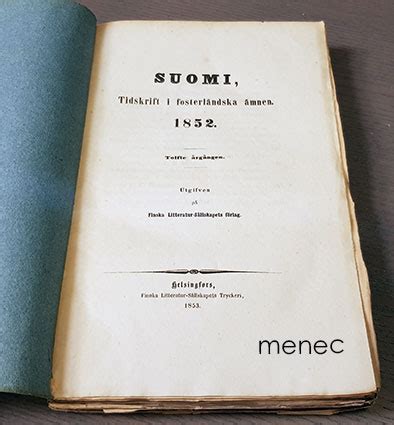 SUOMI,
Tidskrift i fosterländska ämnen.
1852.
Tolfte årgången.
Utgifven
på
Finska Litteratur-Sällskapets förlag.
Helsingfors,
Finska Litteratur-Sällskapets Tryckeri,
1853.
menec